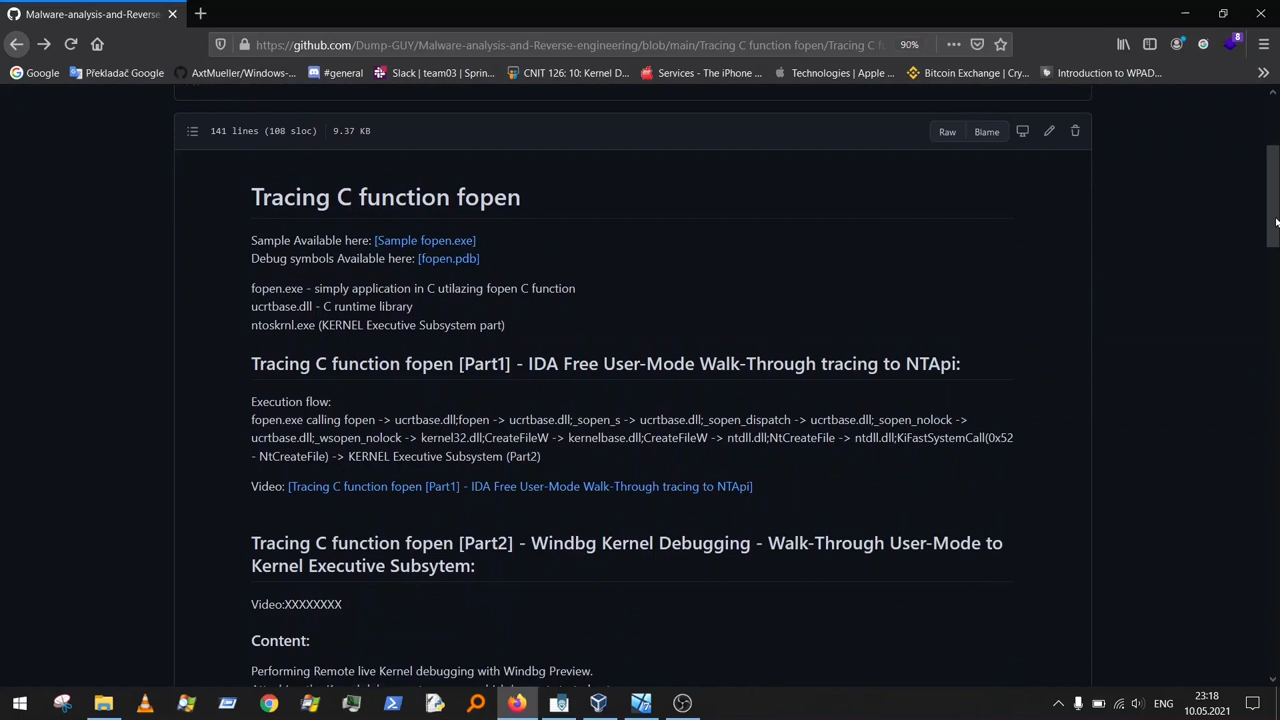 Malware-analysis-and-Reverse-
https://github.com/Dump-GUY/Malware-analysis-and-Reverse-engineering/blob/main/Tracing C function fopen/Tracing C f
90%
8
Google
Překladač Google
AxtMueller/Windows-...
#general
Slack | team03 | Sprin...
CNIT 126: 10: Kernel D...
Services - The iPhone ...
Technologies | Apple ...
Bitcoin Exchange | Cry...
Introduction to WPAD...
141 lines (108 sloc)
9.37 KB
Raw
Blame
Tracing C function fopen
Sample Available here: [Sample fopen.exe]
Debug symbols Available here: [fopen.pdb]
fopen.exe - simply application in C utilazing fopen C function
ucrtbase.dll - C runtime library
ntoskrnl.exe (KERNEL Executive Subsystem part)
Tracing C function fopen [Part1] - IDA Free User-Mode Walk-Through tracing to NTApi:
Execution flow:
fopen.exe calling fopen -> ucrtbase.dll;fopen -> ucrtbase.dll;_sopen_s -> ucrtbase.dll;_sopen_dispatch -> ucrtbase.dll;_sopen_nolock ->
ucrtbase.dll;_wsopen_nolock -> kernel32.dll;CreateFileW -> kernelbase.dll;CreateFileW -> ntdll.dll;NtCreateFile -> ntdll.dll;KiFastSystemCall(0x52
- NtCreateFile) -> KERNEL Executive Subsystem (Part2)
Video: [Tracing C function fopen [Part1] - IDA Free User-Mode Walk-Through tracing to NTApi]
Tracing C function fopen [Part2] - Windbg Kernel Debugging - Walk-Through User-Mode to
Kernel Executive Subsytem:
Video:XXXXXXXX
Content:
Performing Remote live Kernel debugging with Windbg Preview.
ENG
23:18
10.05.2021